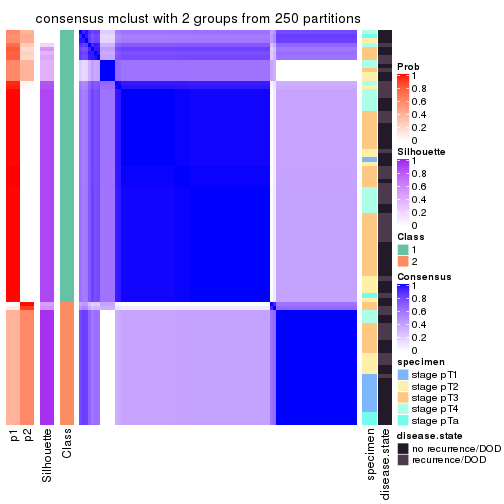 consensus mclust with 2 groups from 250 partitions
Prob
1
0.8
0.6
0.4
0.2
0
Silhouette
1
0.8
0.6
0.4
0.2
0
Class
1
2
Consensus
1
0.8
0.6
0.4
0.2
0
specimen
stage pT1
stage pT2
stage pT3
stage pT4
stage pTa
disease.state
no recurrence/DOD
recurrence/DOD
p1
p2
Silhouette
Class
specimen
disease.state